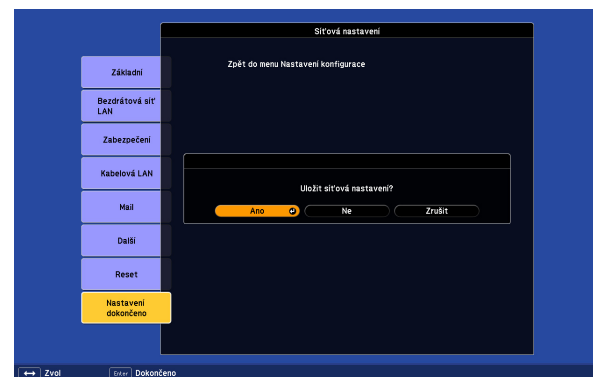 Síťová nastavení
Zpět do menu Nastavení konfigurace
Základní
Bezdrátová síť
LAN
Zabezpečení
Kabelová LAN
Mail
Další
Reset
Nastavení
dokončeno
Uložit síťová nastavení?
Ano Ne Zrušit
Zvol Enter Dokončeno